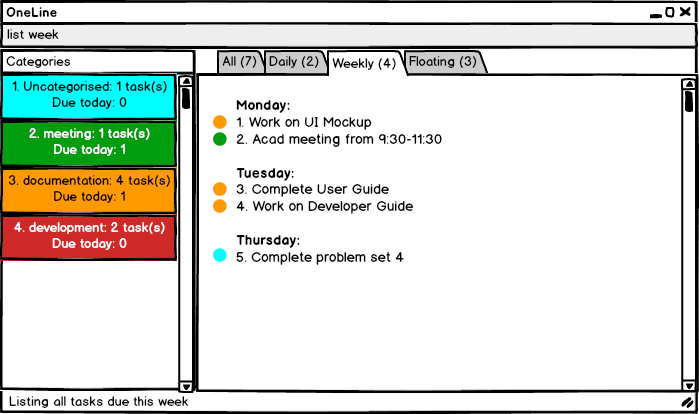 OneLine
list week
Categories
1. Uncategorised: 1 task(s)
Due today: 0
2. meeting: 1 task(s)
Due today: 1
3. documentation: 4 task(s)
Due today: 1
4. development: 2 task(s)
Due today: 0
All (7)
Daily (2)
Weekly (4)
Floating (3)
Monday:
1. Work on UI Mockup
2. Acad meeting from 9:30-11:30
Tuesday:
3. Complete User Guide
4. Work on Developer Guide
Thursday:
5. Complete problem set 4
Listing all tasks due this week